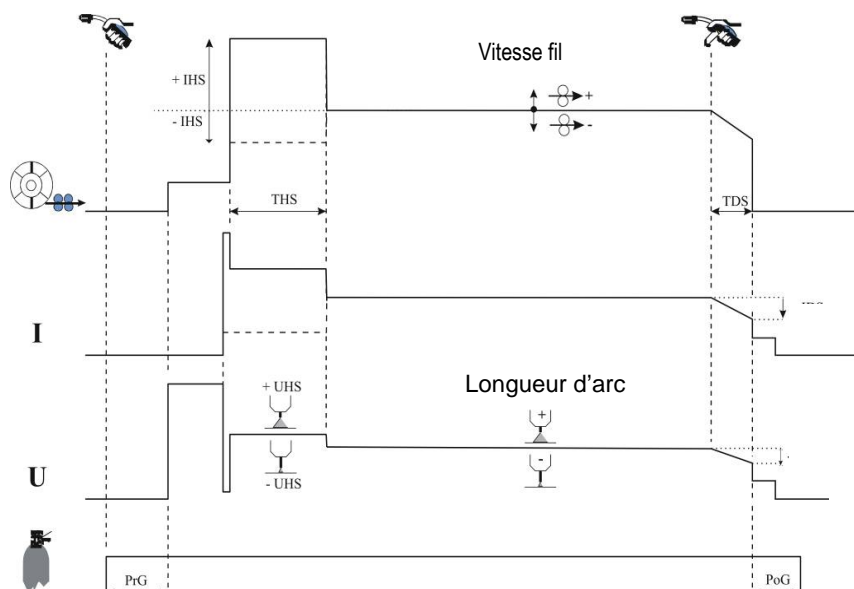 Vitesse fil
+ IHS
- IHS
+
-
THS
TDS
I
+ UHS
Longueur d’arc
+
-
U
- UHS
PrG
PoG